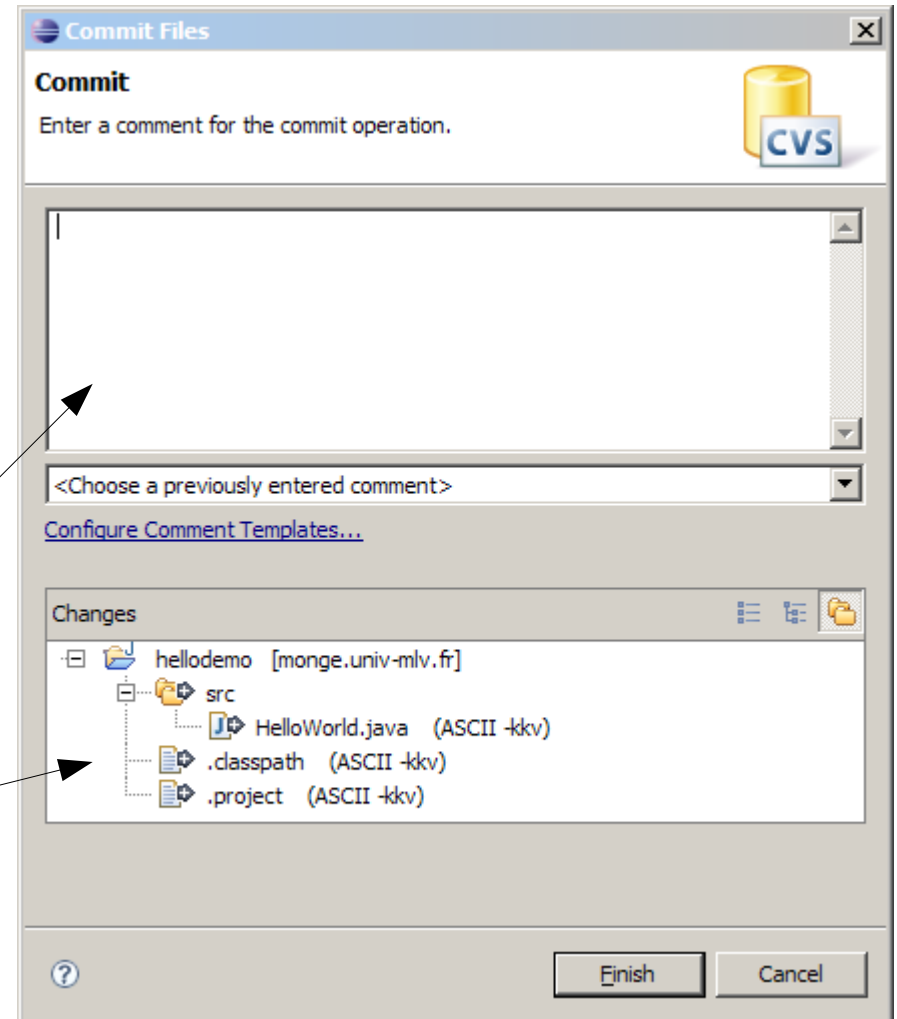 Commit Files
Commit
Enter a comment for the commit operation.
CVS
<Choose a previously entered comment>
Configure Comment Templates...
Changes
hellodemo [monge.univ-mlv.fr]
src
HelloWorld.java (ASCII -kkv)
.classpath (ASCII -kkv)
.project (ASCII -kkv)
Finish Cancel